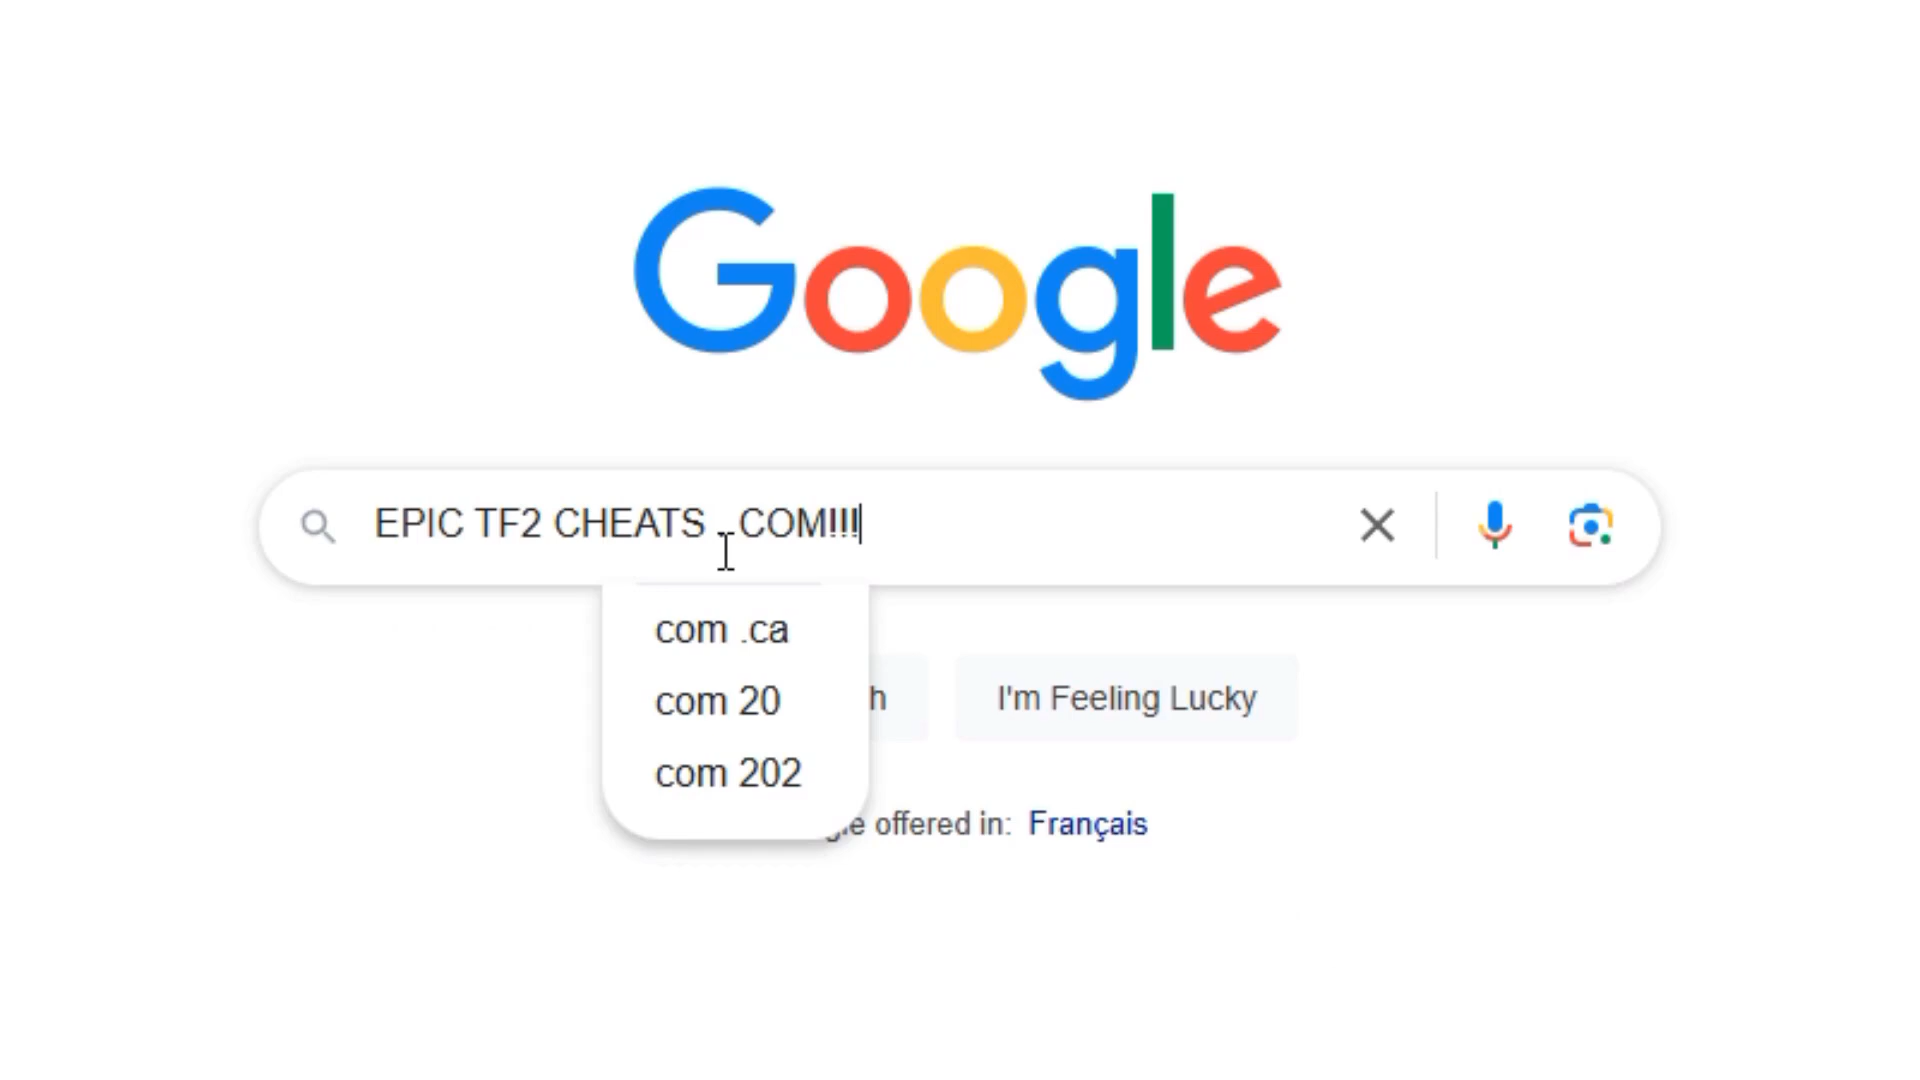 Google
EPIC TF2 CHEATS .COM!!!
com .ca
com 20
com 202
I'm Feeling Lucky
offered in: Français